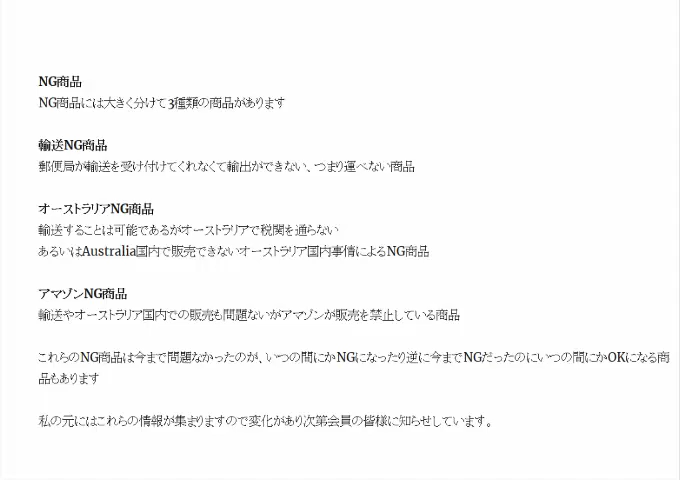 NG商品
NG商品には大きく分けて3種類の商品があります
輸送NG商品
郵便局が輸送を受け付けてくれなくて輸出ができない、つまり運べない商品
オーストラリアNG商品
輸送することは可能であるがオーストラリアで税関を通らない
あるいはAustralia国内で販売できないオーストラリア国内事情によるNG商品
アマゾンNG商品
輸送やオーストラリア国内での販売も問題ないがアマゾンが販売を禁止している商品
これらのNG商品は今まで問題なかったのが、いつの間にかNGになったり逆に今までNGだったのにいつの間にかOKになる商
品もあります
私の元にはこれらの情報が集まりますので変化があり次第会員の皆様に知らせしています。